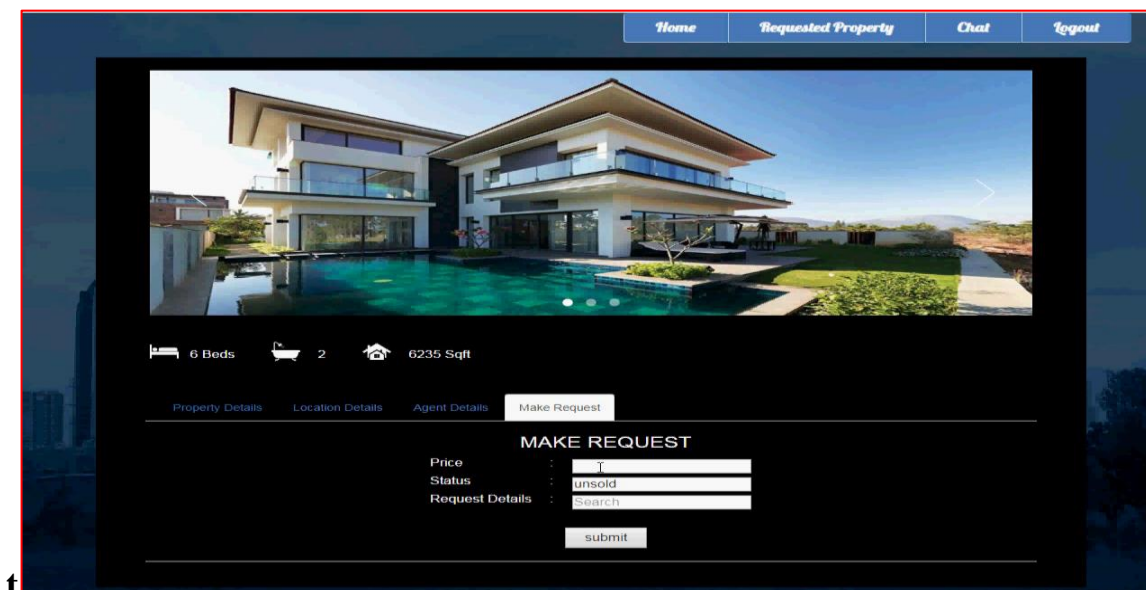 Home Requested Property Chat Logout
6 Beds 2 6235 Sqft
Property Details Location Details Agent Details Make Request
MAKE REQUEST
Price :
Status : unsold
Request Details : Search
submit
t